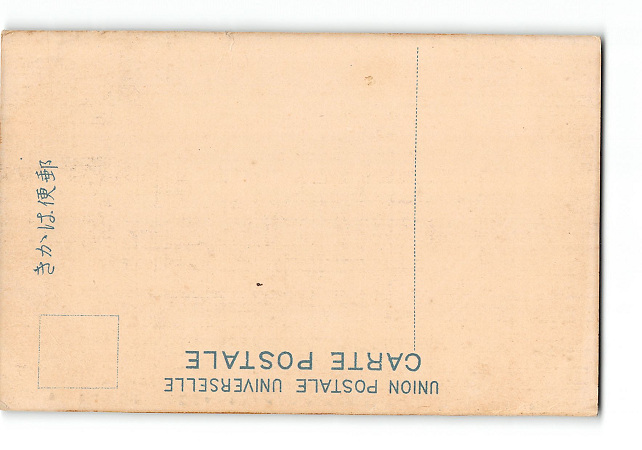 UNION POSTALE UNIVERSELLE
CARTE POSTALE
郵便はかき